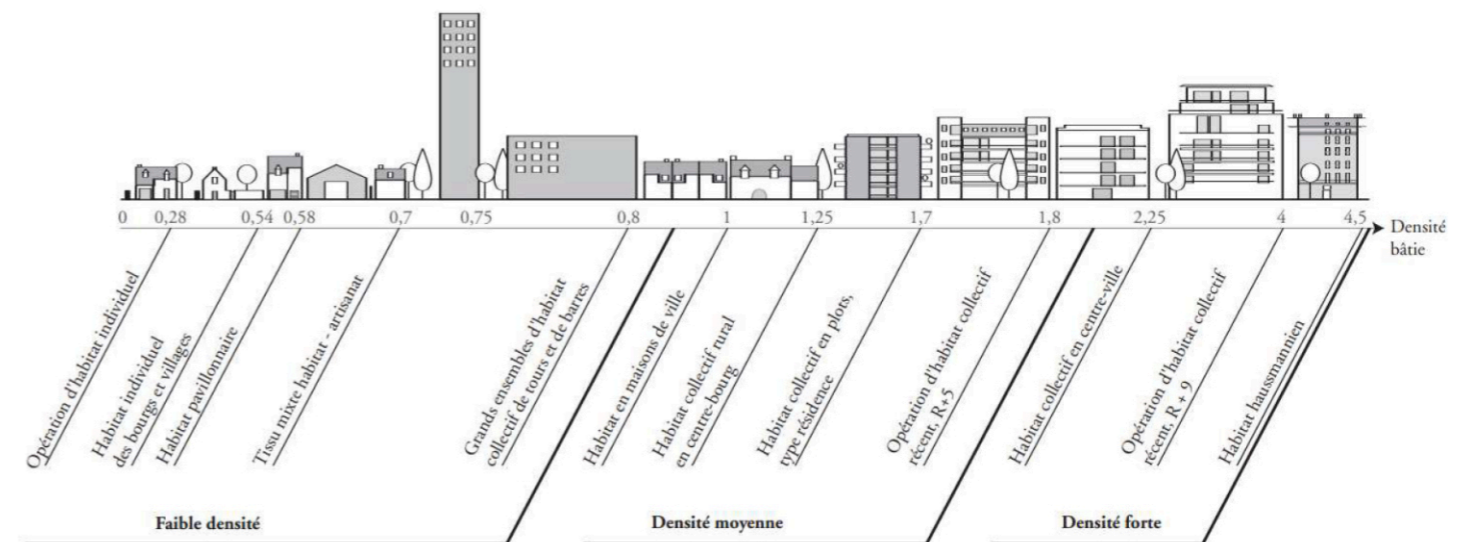 0
0,28
0,54
0,58
0,7
0,75
0,8
1
1,25
1,7
1,8
2,25
4
4,5
Densité
bâtie
Opération d'habitat individuel
Habitat individuel
des bourgs et villages
Habitat pavillonnaire
Tissu mixte habitat - artisanat
Grands ensembles d'habitat
collectif de tours et de barres
Habitat en maisons de ville
Habitat collectif rural
en centre-bourg
Habitat collectif en plots,
type résidence
Opération d'habitat collectif
récent, R+5
Habitat collectif en centre-ville
Opération d'habitat collectif
récent, R + 9
Habitat haussmannien
Faible densité
Densité moyenne
Densité forte